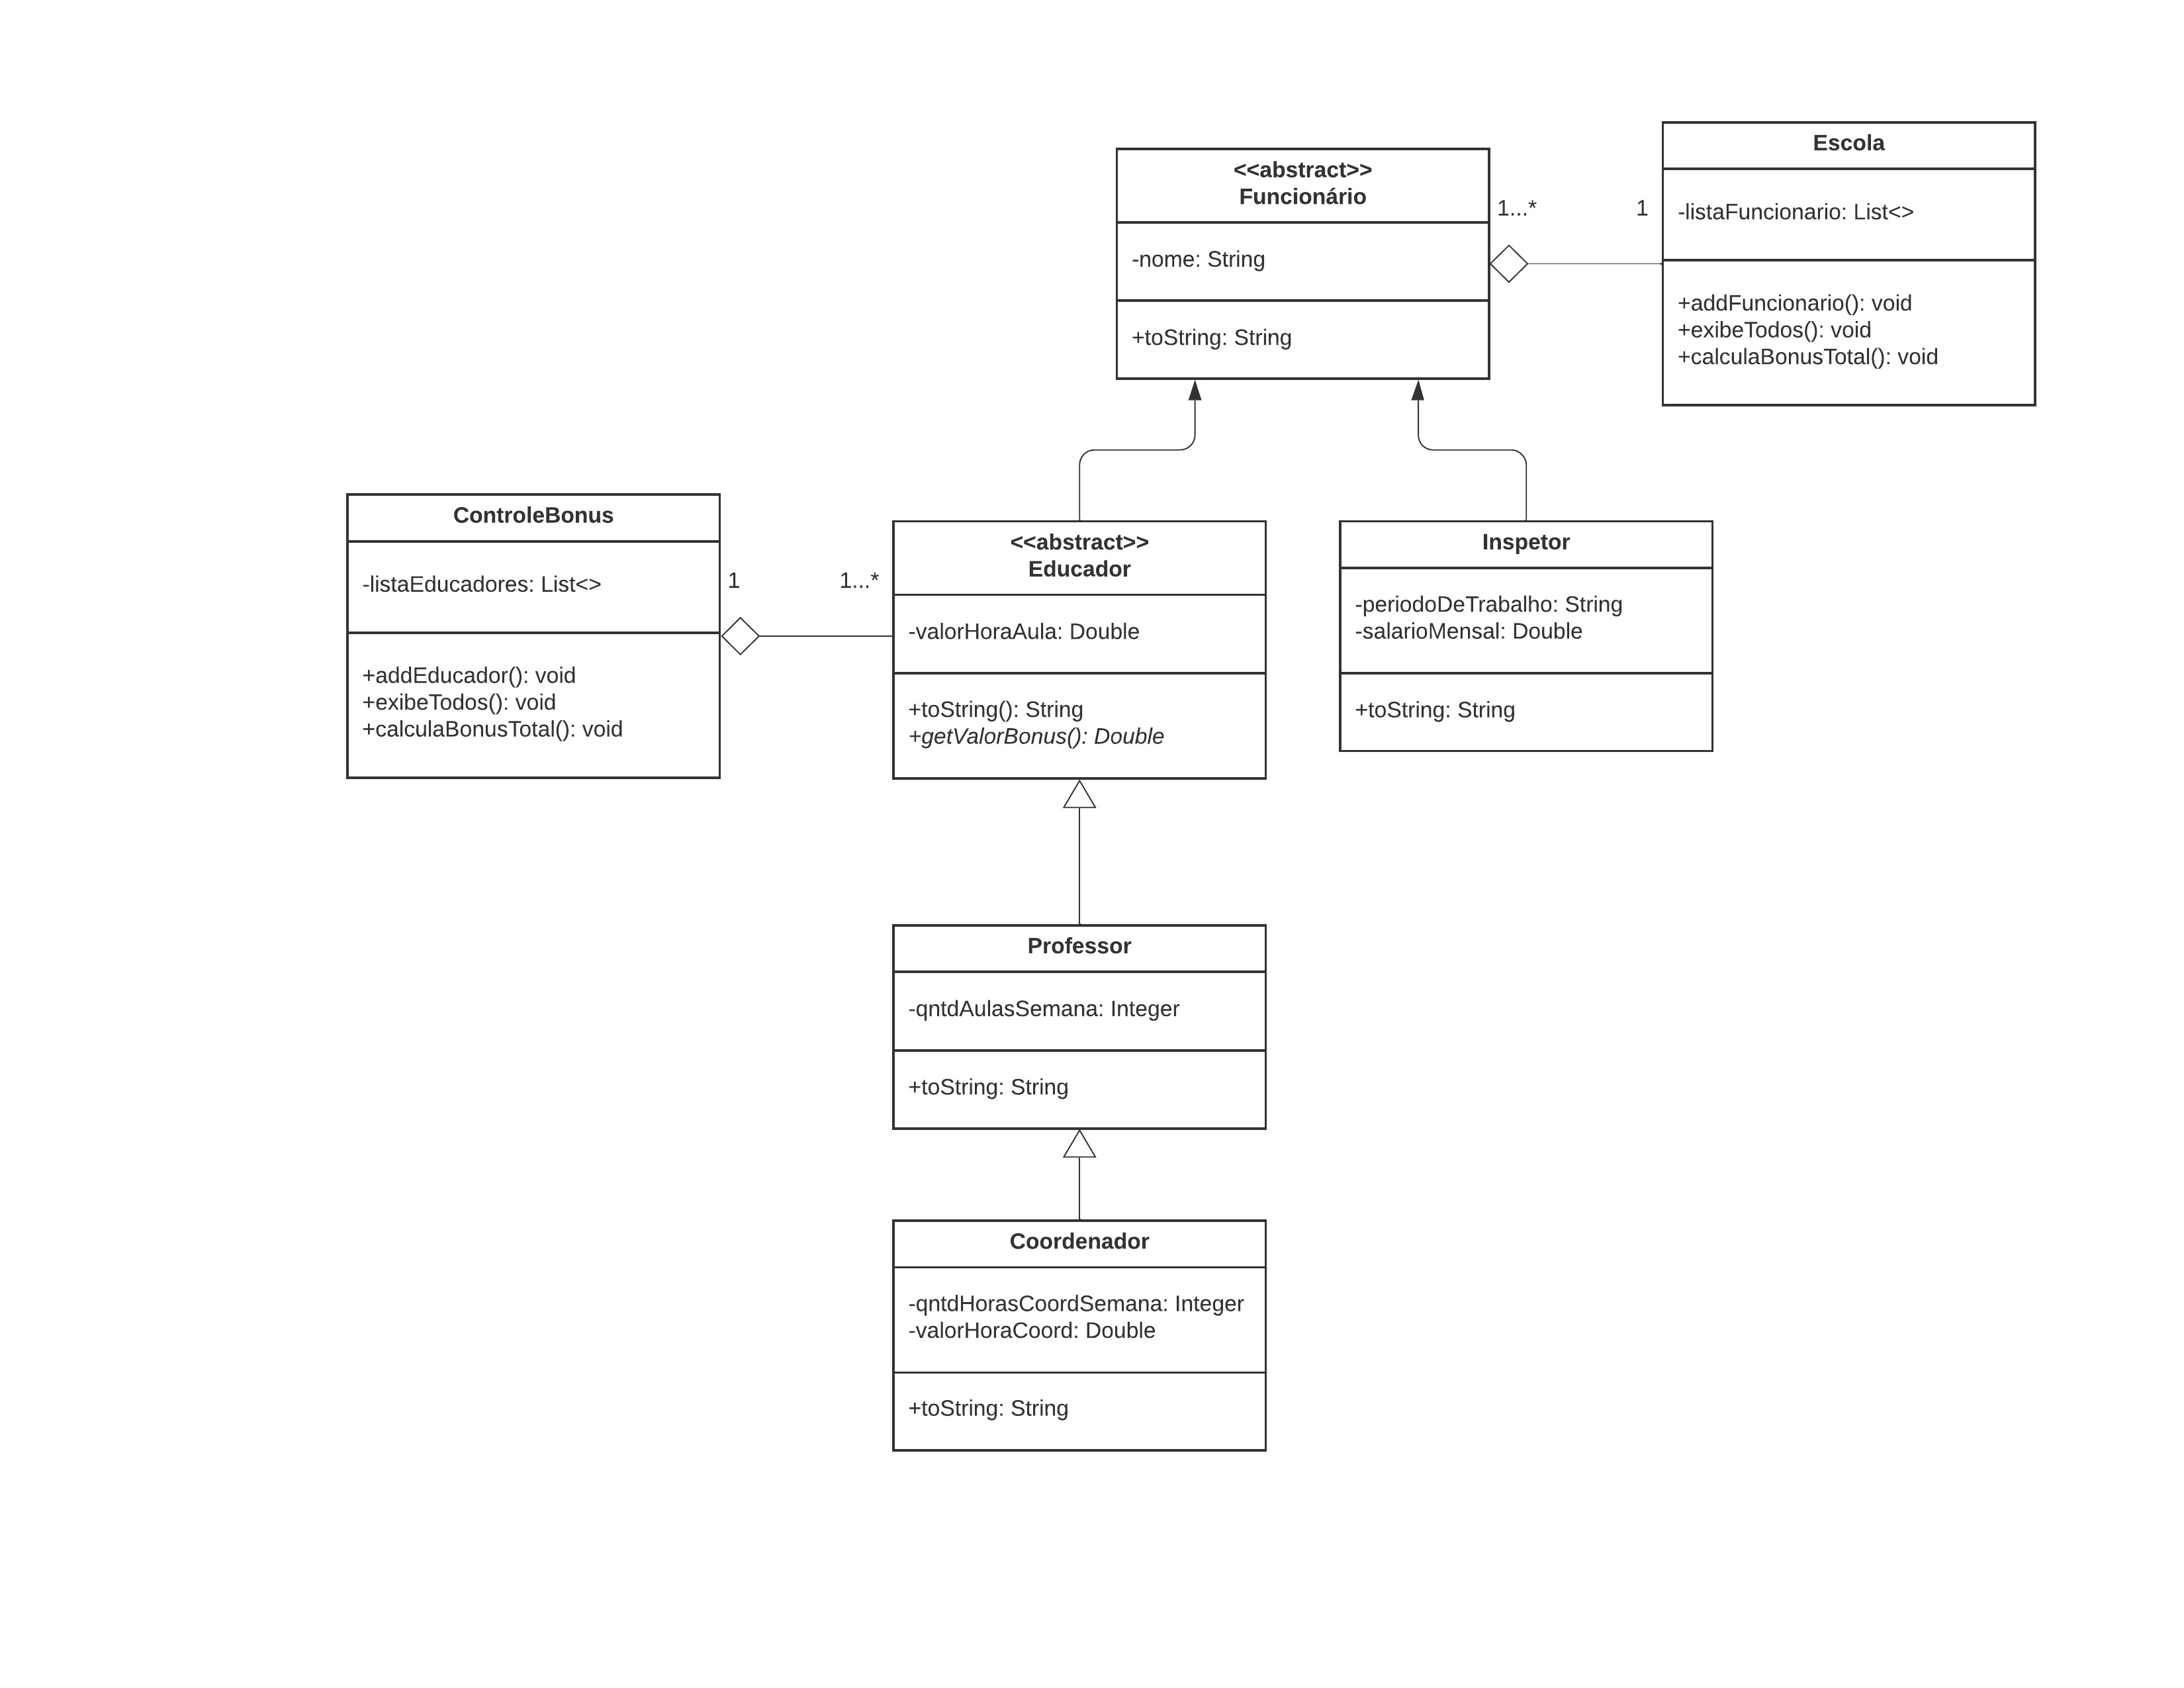 Escola
-listaFuncionario: List<>
+addFuncionario(): void
+exibeTodos(): void
+calculaBonusTotal(): void
<<abstract>>
Funcionário
-nome: String
+toString: String
1...*
1
ControleBonus
-listaEducadores: List<>
+addEducador(): void
+exibeTodos(): void
+calculaBonusTotal(): void
1
1...*
<<abstract>>
Educador
-valorHoraAula: Double
+toString(): String
+getValorBonus(): Double
Inspetor
-periodoDeTrabalho: String
-salarioMensal: Double
+toString: String
Professor
-qntdAulasSemana: Integer
+toString: String
Coordenador
-qntdHorasCoordSemana: Integer
-valorHoraCoord: Double
+toString: String